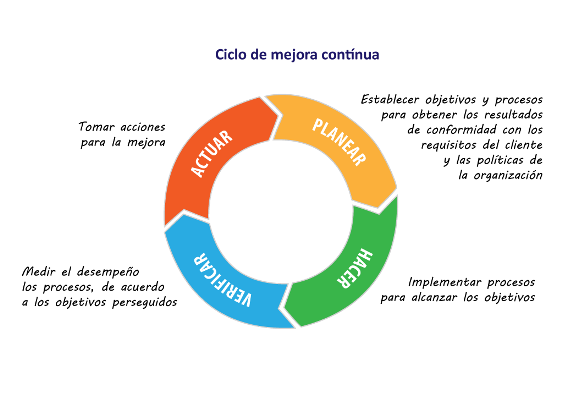 Ciclo de mejora contínua
PLANEAR
Establecer objetivos y procesos
para obtener los resultados
de conformidad con los
requisitos del cliente
y las políticas de
la organización
HACER
Implementar procesos
para alcanzar los objetivos
VERIFICAR
Medir el desempeño
los procesos, de acuerdo
a los objetivos perseguidos
ACTUAR
Tomar acciones
para la mejora